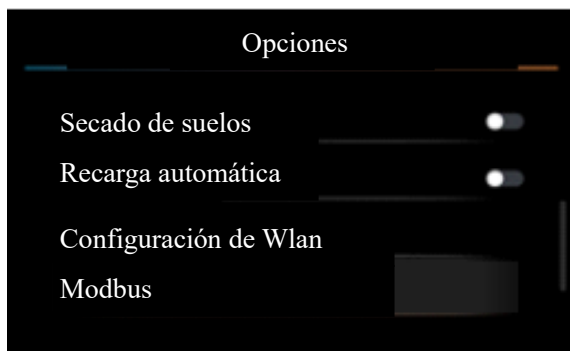 Opciones
Secado de suelos
Recarga automática
Configuración de Wlan
Modbus